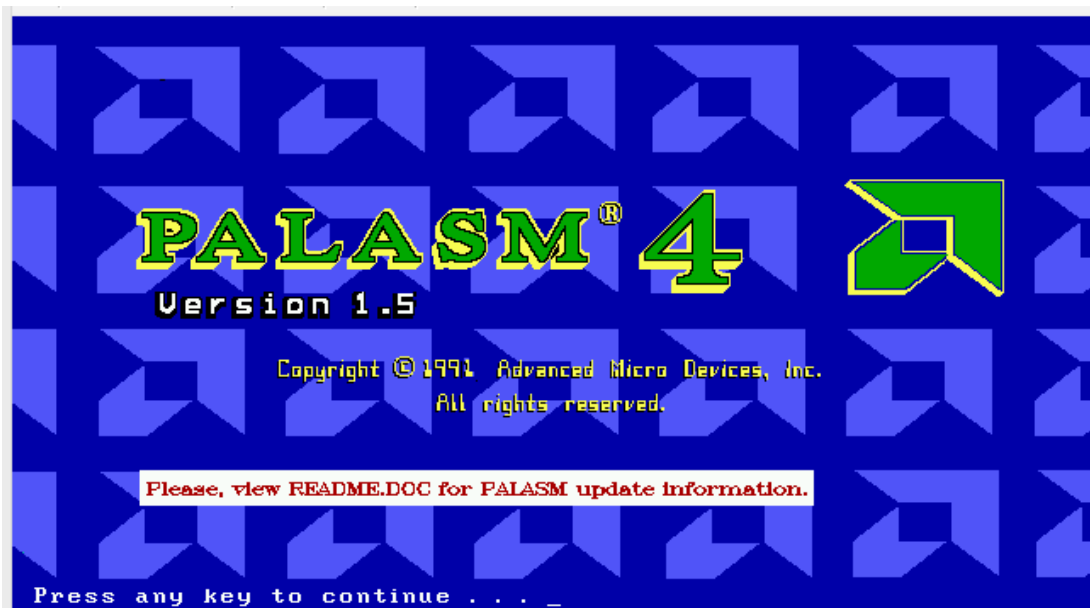 PALASM® 4
Version 1.5
Copyright © 1991 Advanced Micro Devices, Inc.
All rights reserved.
Please, view README.DOC for PALASM update information.
Press any key to continue . . . _